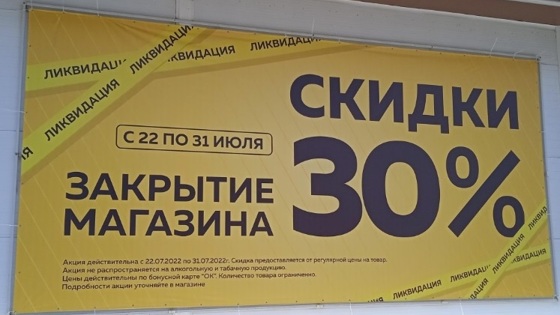 ЛИКВИДАЦИЯ
ЛИКВИДАЦИЯ
ЛИКВИДАЦИЯ
ЛИКВИДАЦИЯ
СКИДКИ
С 22 ПО 31 ИЮЛЯ
30%
ЗАКРЫТИЕ
МАГАЗИНА
Акция действительна с 22.07.2022 по 31.07.2022г. Скидка предоставляется от регулярной цены на товар.
Акция не распространяется на алкогольную и табачную продукцию.
Цены действительны по бонусной карте "ОК". Количество товара ограничено.
Подробности акции уточняйте в магазине
ЛИКВИДАЦИЯ
ЛИКВИДАЦИЯ